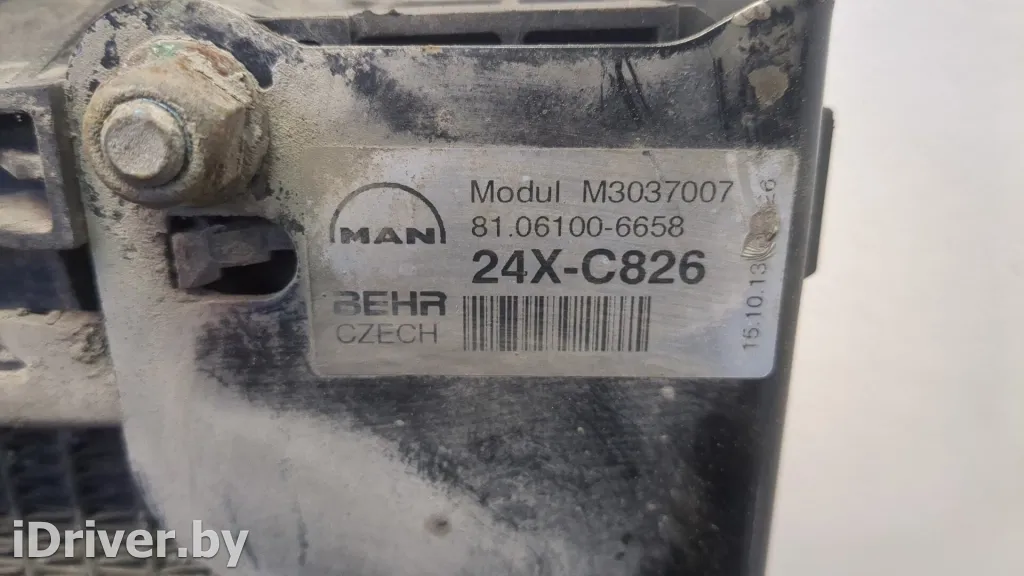 MAN
Modul M3037007
81.06100-6658
24X-C826
BEHR
CZECH
15.10.13
iDriver.by